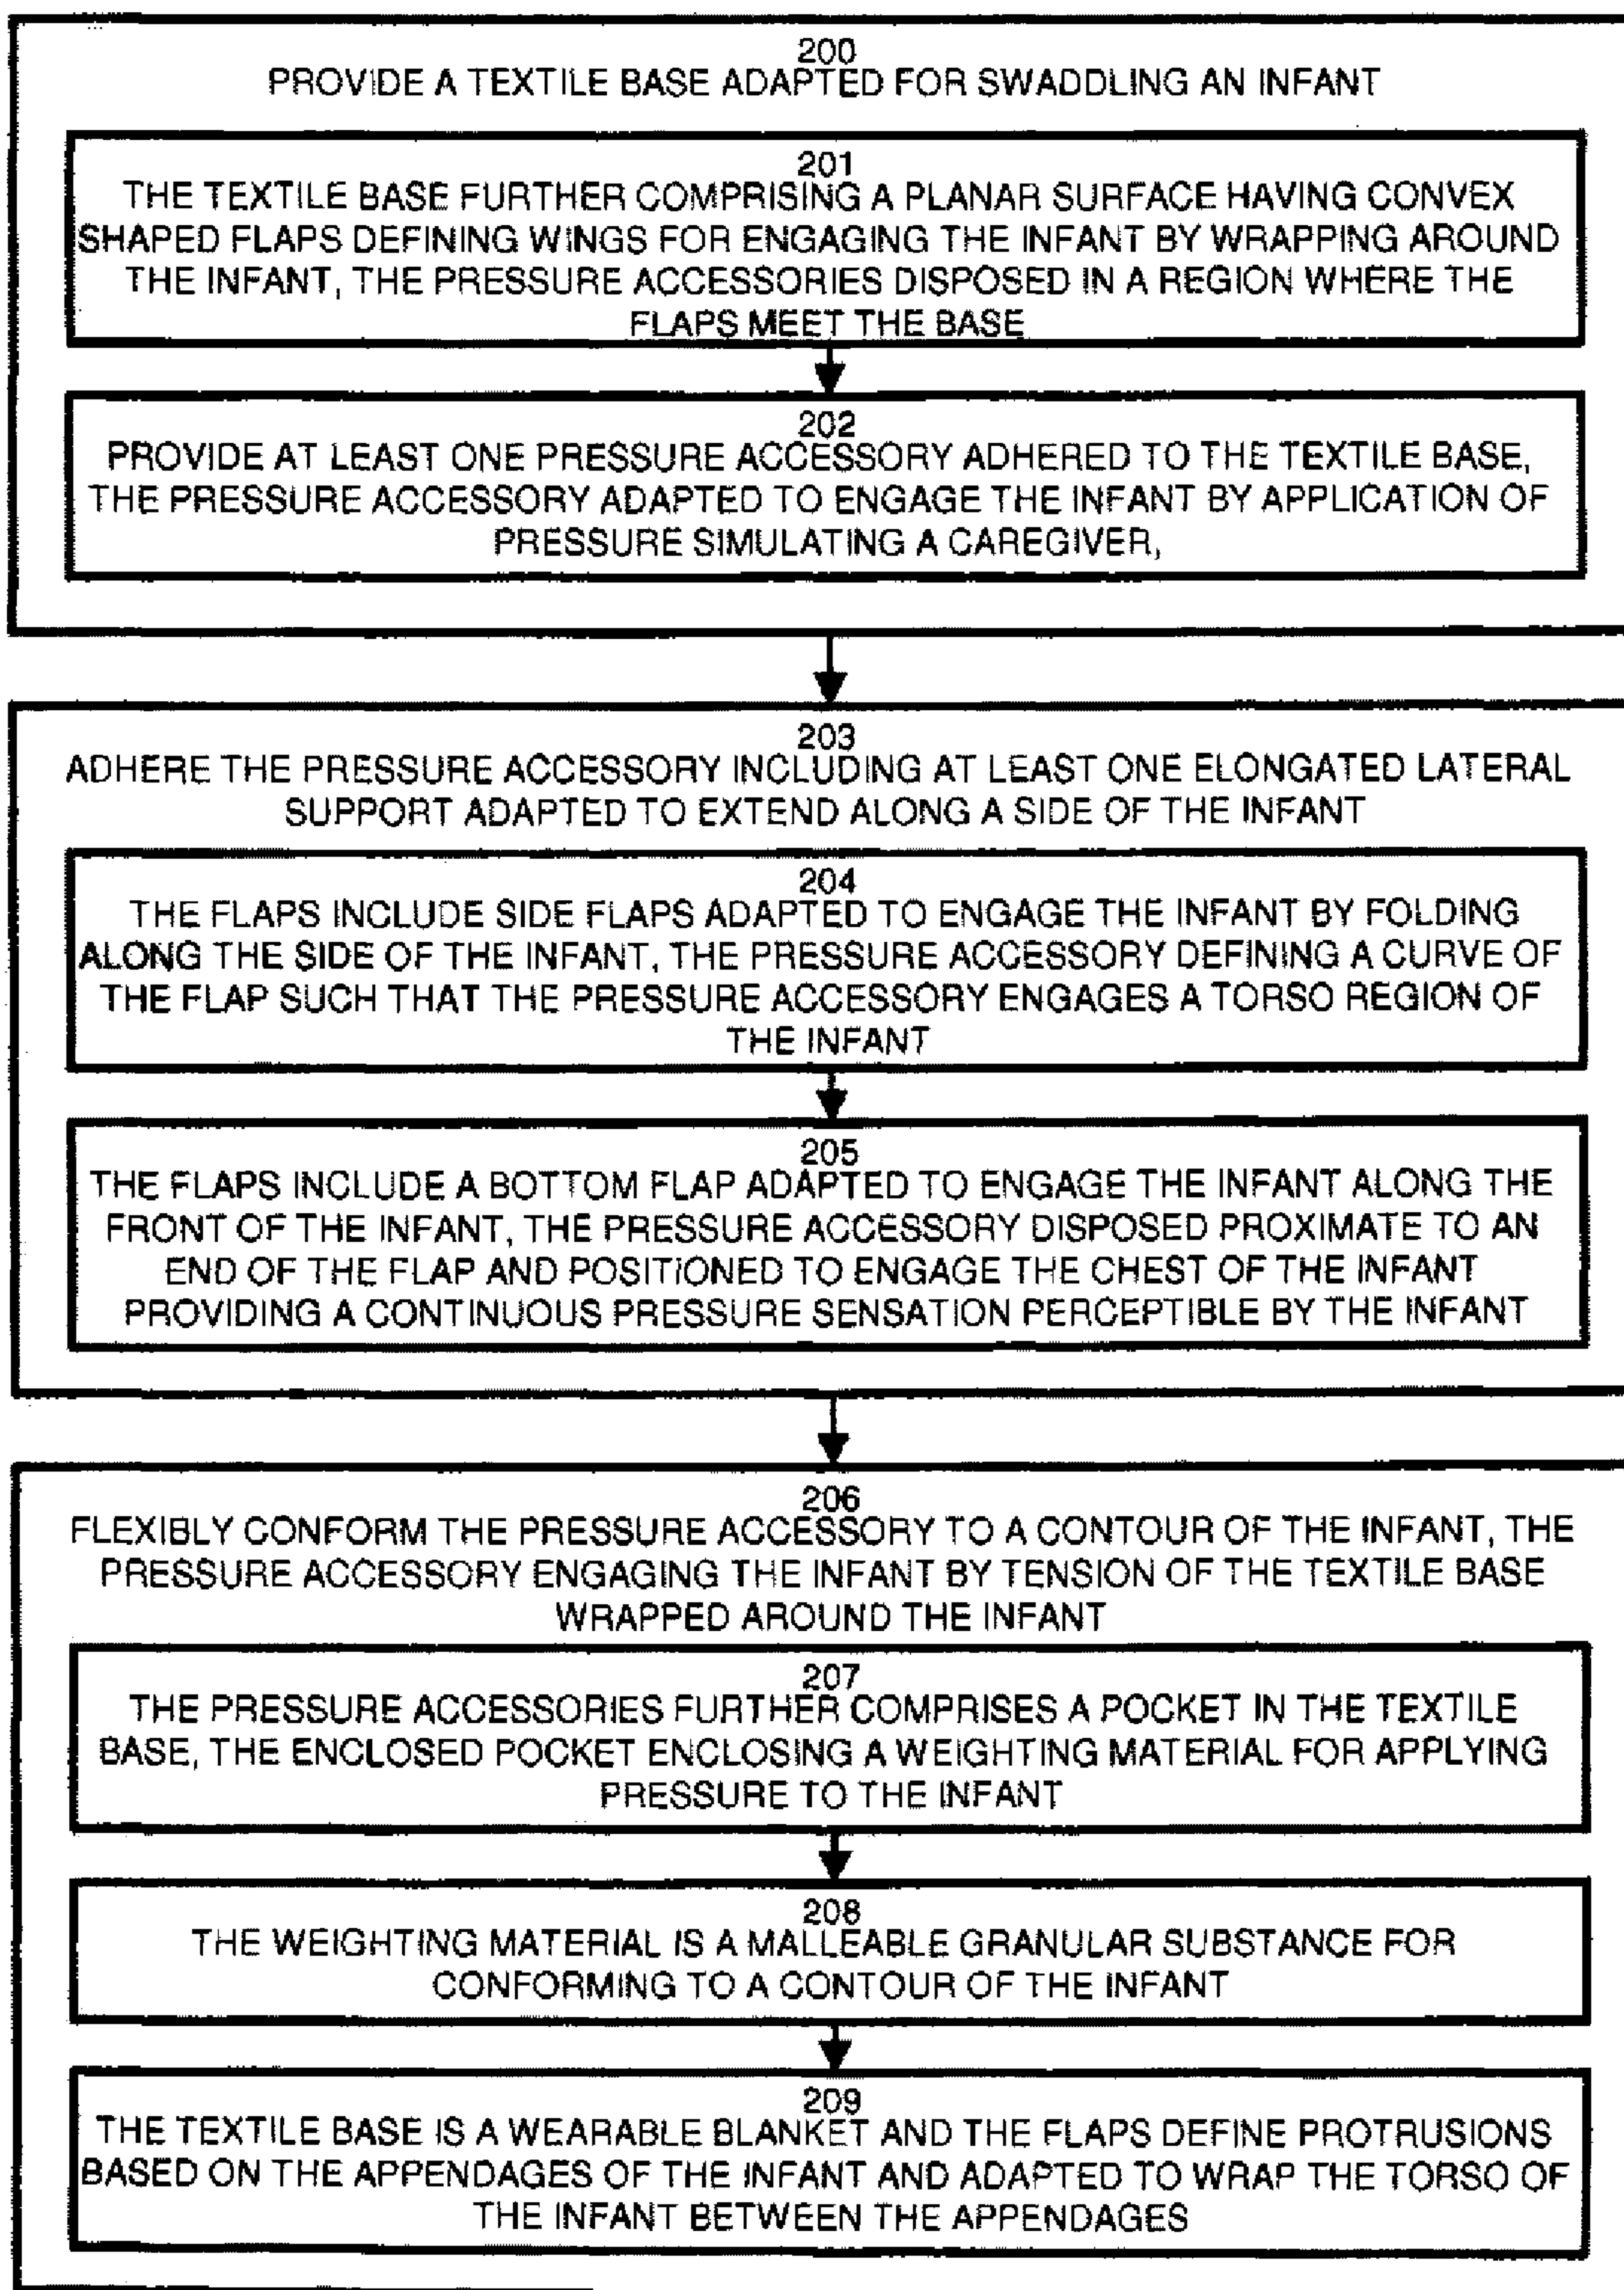 200
PROVIDE A TEXTILE BASE ADAPTED FOR SWADDLING AN INFANT
201
THE TEXTILE BASE FURTHER COMPRISING A PLANAR SURFACE HAVING CONVEX
SHAPED FLAPS DEFINING WINGS FOR ENGAGING THE INFANT BY WRAPPING AROUND
THE INFANT, THE PRESSURE ACCESSORIES DISPOSED IN A REGION WHERE THE
FLAPS MEET THE BASE
202
PROVIDE AT LEAST ONE PRESSURE ACCESSORY ADHERED TO THE TEXTILE BASE,
THE PRESSURE ACCESSORY ADAPTED TO ENGAGE THE INFANT BY APPLICATION OF
PRESSURE SIMULATING A CAREGIVER,
203
ADHERE THE PRESSURE ACCESSORY INCLUDING AT LEAST ONE ELONGATED LATERAL
SUPPORT ADAPTED TO EXTEND ALONG A SIDE OF THE INFANT
204
THE FLAPS INCLUDE SIDE FLAPS ADAPTED TO ENGAGE THE INFANT BY FOLDING
ALONG THE SIDE OF THE INFANT, THE PRESSURE ACCESSORY DEFINING A CURVE OF
THE FLAP SUCH THAT THE PRESSURE ACCESSORY ENGAGES A TORSO REGION OF
THE INFANT
205
THE FLAPS INCLUDE A BOTTOM FLAP ADAPTED TO ENGAGE THE INFANT ALONG THE
FRONT OF THE INFANT, THE PRESSURE ACCESSORY DISPOSED PROXIMATE TO AN
END OF THE FLAP AND POSITIONED TO ENGAGE THE CHEST OF THE INFANT
PROVIDING A CONTINUOUS PRESSURE SENSATION PERCEPTIBLE BY THE INFANT
206
FLEXIBLY CONFORM THE PRESSURE ACCESSORY TO A CONTOUR OF THE INFANT, THE
PRESSURE ACCESSORY ENGAGING THE INFANT BY TENSION OF THE TEXTILE BASE
WRAPPED AROUND THE INFANT
207
THE PRESSURE ACCESSORIES FURTHER COMPRISES A POCKET IN THE TEXTILE
BASE, THE ENCLOSED POCKET ENCLOSING A WEIGHTING MATERIAL FOR APPLYING
PRESSURE TO THE INFANT
208
THE WEIGHTING MATERIAL IS A MALLEABLE GRANULAR SUBSTANCE FOR
CONFORMING TO A CONTOUR OF THE INFANT
209
THE TEXTILE BASE IS A WEARABLE BLANKET AND THE FLAPS DEFINE PROTRUSIONS
BASED ON THE APPENDAGES OF THE INFANT AND ADAPTED TO WRAP THE TORSO OF
THE INFANT BETWEEN THE APPENDAGES